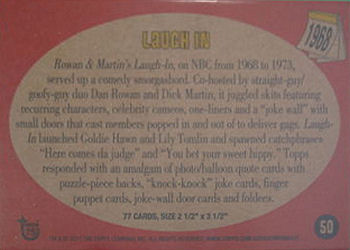 LAUGH IN
1968
Rowan & Martin's Laugh-In, on NBC from 1968 to 1973,
served up a comedy smorgasbord. Co-hosted by straight-guy/
goofy-guy duo Dan Rowan and Dick Martin, it juggled skits featuring
recurring characters, celebrity cameos, one-liners and a "joke wall" with
small doors that cast members popped in and out of to deliver gags. Laugh-
In launched Goldie Hawn and Lily Tomlin and spawned catchphrases
"Here comes da judge" and "You bet your sweet bippy." Topps
responded with an amalgam of photo/balloon quote cards with
puzzle-piece backs, "knock-knock" joke cards, finger
puppet cards, joke-wall door cards and foldees.
77 CARDS, SIZE 2 1/2" X 3 1/2"
50